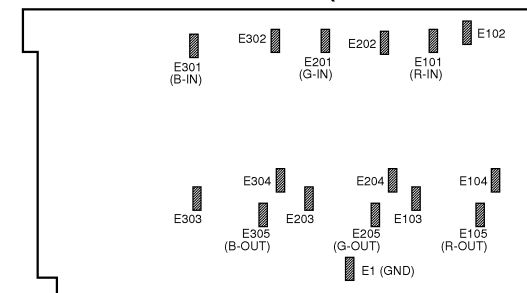 E302
E202
E102
E301
(B-IN)
E201
(G-IN)
E101
(R-IN)
E304
E204
E104
E303
E203
E103
E305
(B-OUT)
E205
(G-OUT)
E105
(R-OUT)
E1 (GND)